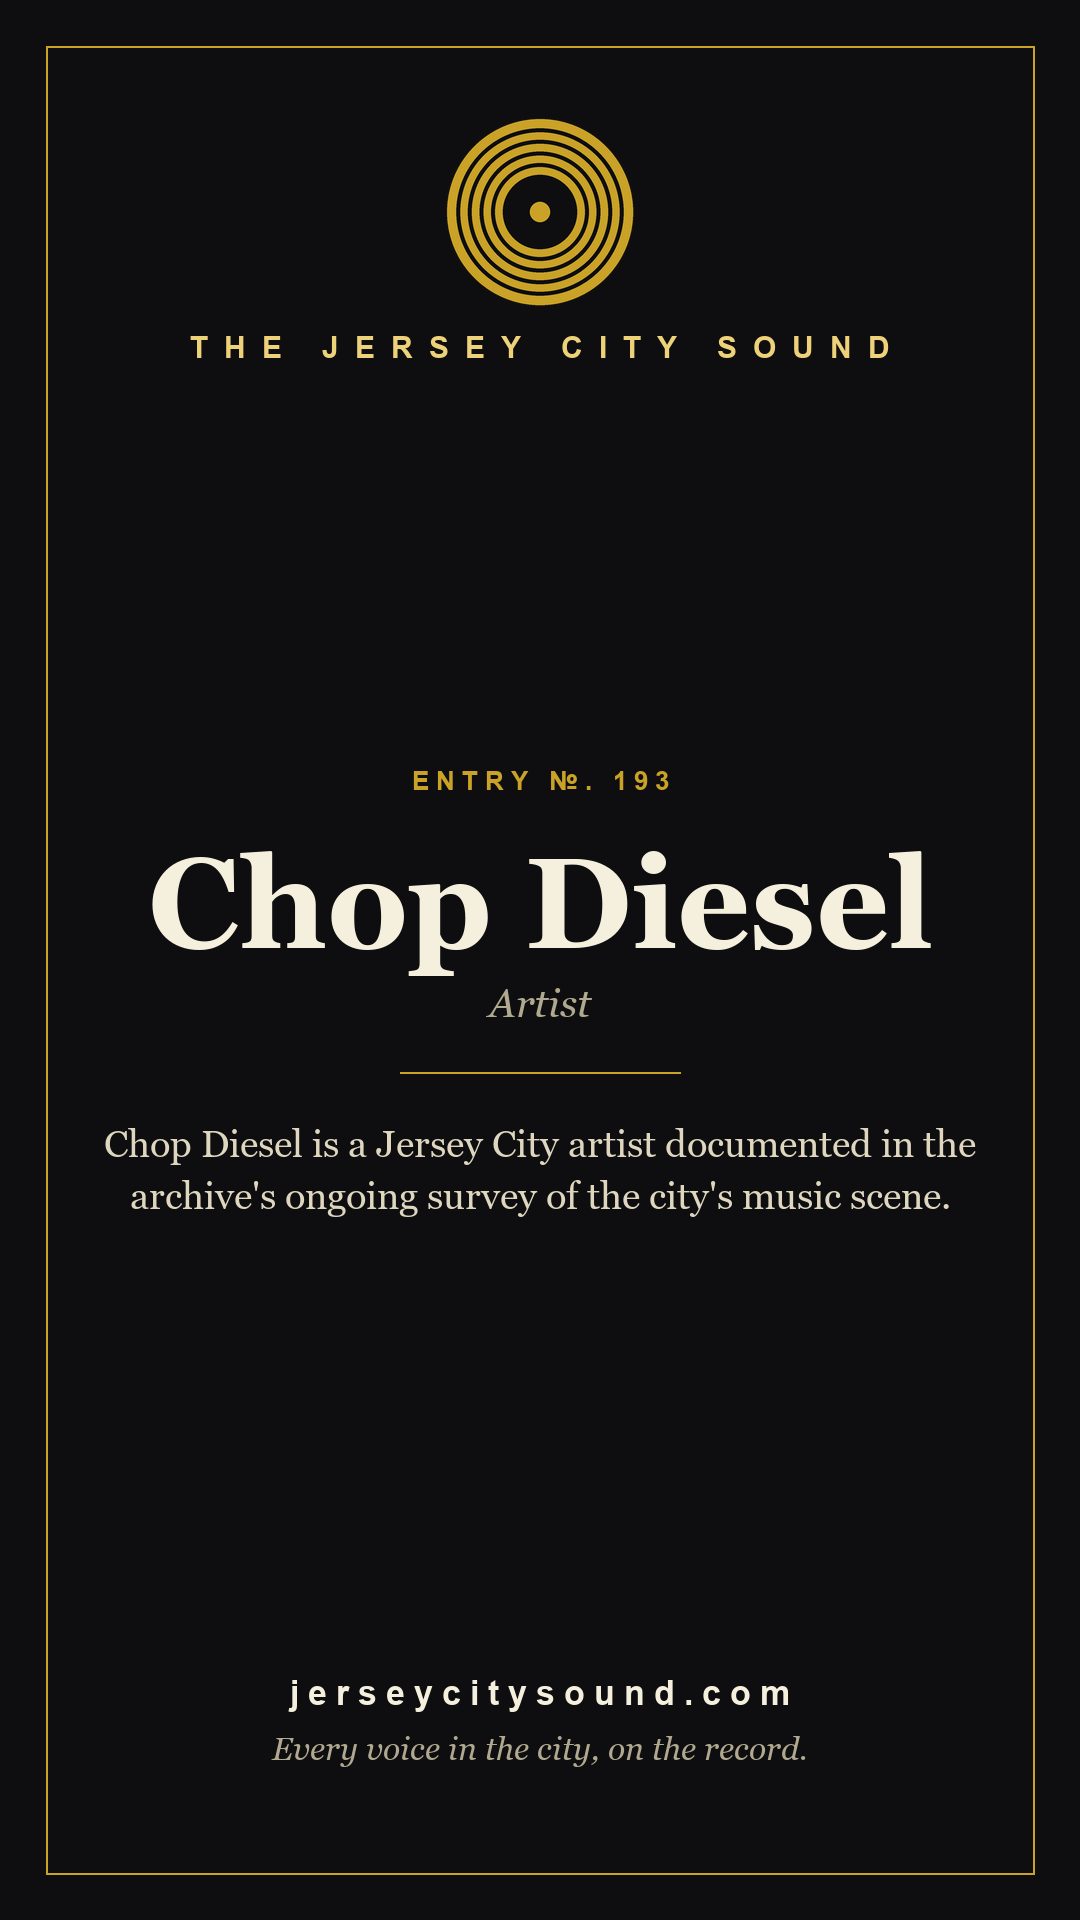 THE JERSEY CITY SOUND
ENTRY №. 193
Chop Diesel
Artist
Chop Diesel is a Jersey City artist documented in the
archive's ongoing survey of the city's music scene.
jerseycitysound.com
Every voice in the city, on the record.